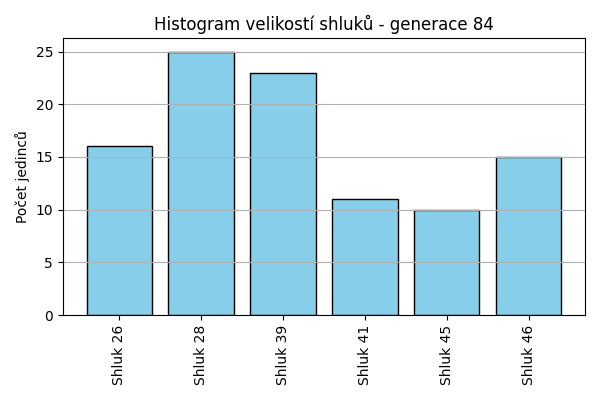 Histogram velikostí shluků - generace 84
Počet jedinců
25
20
15
10
5
0
Shluk 26
Shluk 28
Shluk 39
Shluk 41
Shluk 45
Shluk 46